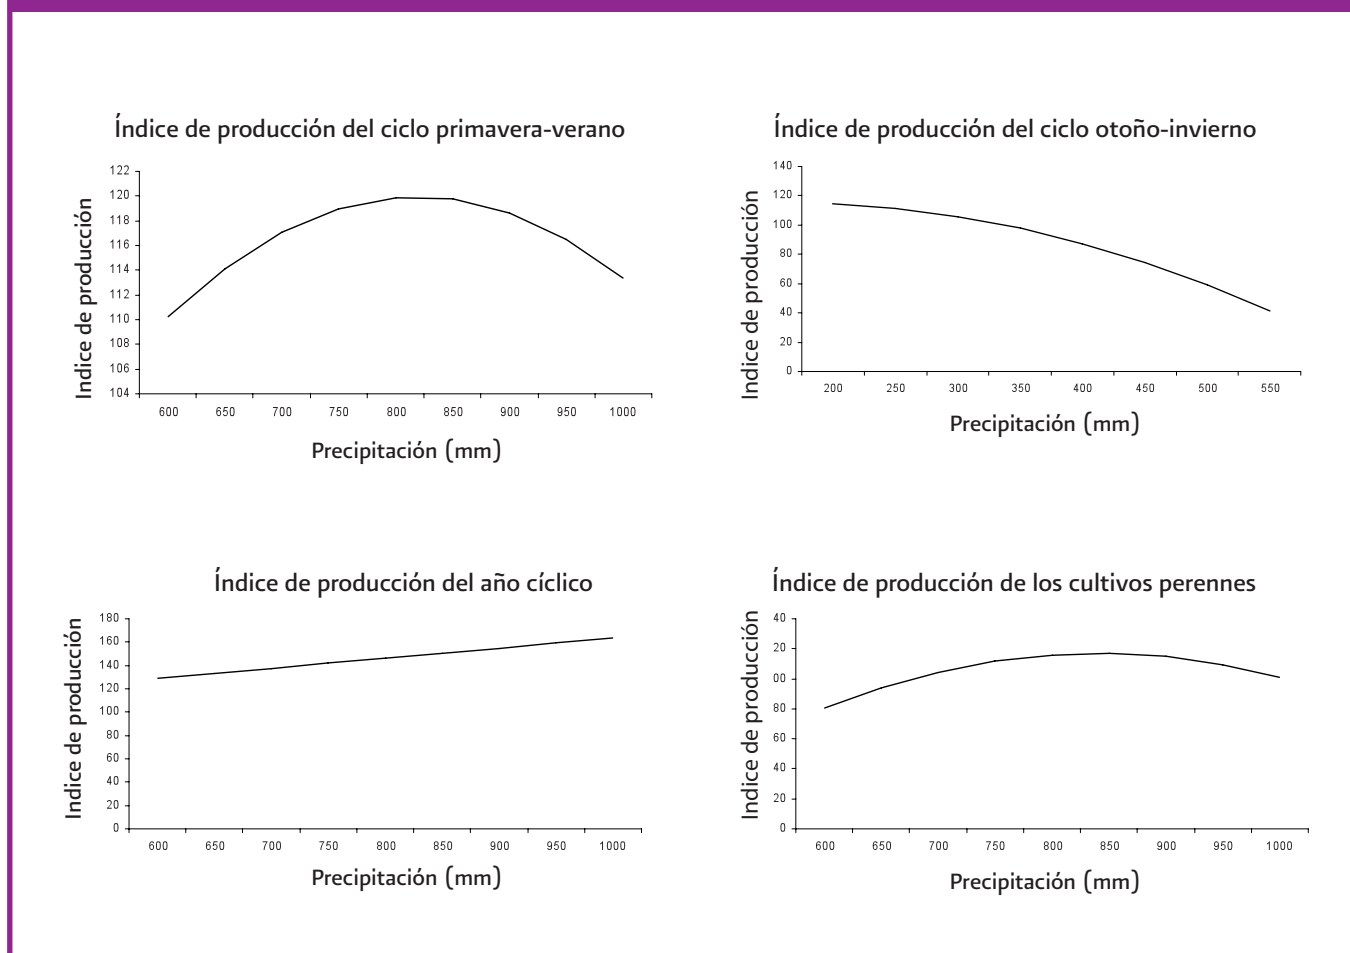 Índice de producción del ciclo primavera-verano
Indice de producción
122
120
118
116
114
112
110
108
106
104
600 650 700 750 800 850 900 950 1000
Precipitación (mm)
Índice de producción del ciclo otoño-invierno
Indice de producción
140
120
100
80
60
40
20
0
200 250 300 350 400 450 500 550
Precipitación (mm)
Índice de producción del año cíclico
Indice de producción
180
160
140
120
100
80
60
40
20
0
600 650 700 750 800 850 900 950 1000
Precipitación (mm)
Índice de producción de los cultivos perennes
Indice de producción
40
20
00
80
60
40
20
0
600 650 700 750 800 850 900 950 1000
Precipitación (mm)